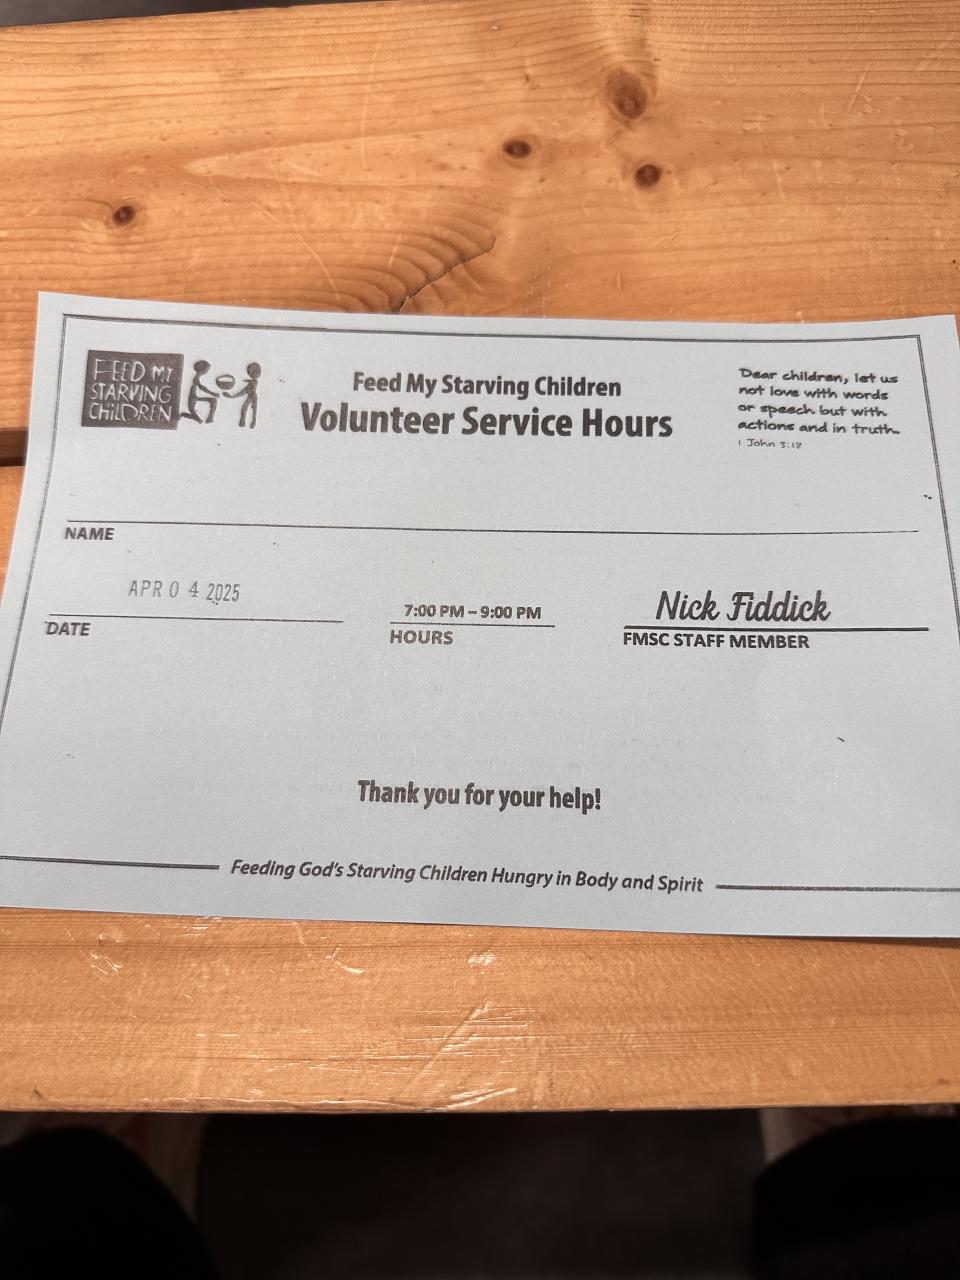 FEED MY
STARVING
CHILDREN
Feed My Starving Children
Volunteer Service Hours
Dear children, let us
not love with words
or speech but with
actions and in truth.
1 John 3:18
NAME
APR 0 4 2025
DATE
7:00 PM – 9:00 PM
HOURS
Nick Fiddick
FMSC STAFF MEMBER
Thank you for your help!
Feeding God's Starving Children Hungry in Body and Spirit